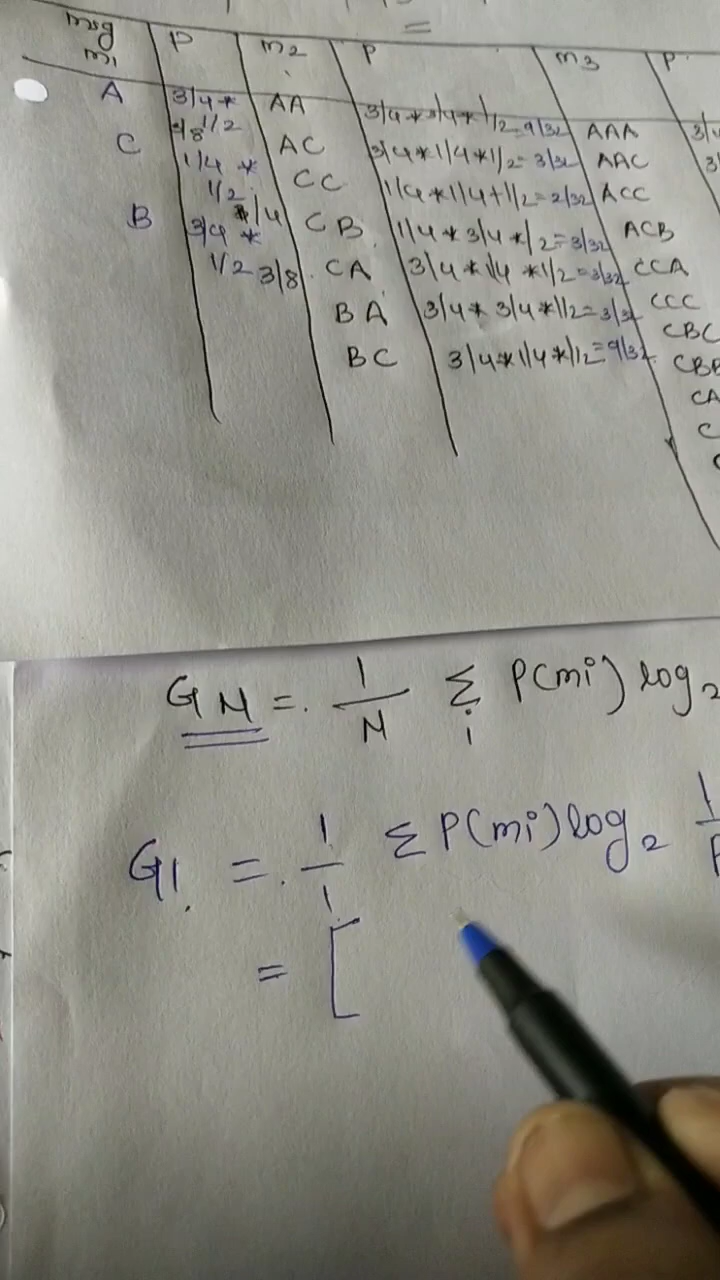 m1 P m2 P m3 P
A 3/4* AA 3/4*3/4*1/2=9/32 AAA
3/8 1/2
C 1/4 * AC 3/4*1/4*1/2=3/32 AAC
1/2 1/4 CC 1/4*1/4+1/2=2/32 ACC
B 3/4 * CB 1/4*3/4*/2=3/32 ACB
1/2 3/8 CA 3/4*1/4*1/2=3/32 CCA
BA 3/4*3/4*1/2=3/32 CCC
BC 3/4*1/4*1/2=9/32 CBC
GN = 1/N Σi P(mi) log2
G1 = 1/1 Σ P(mi) log2
= [